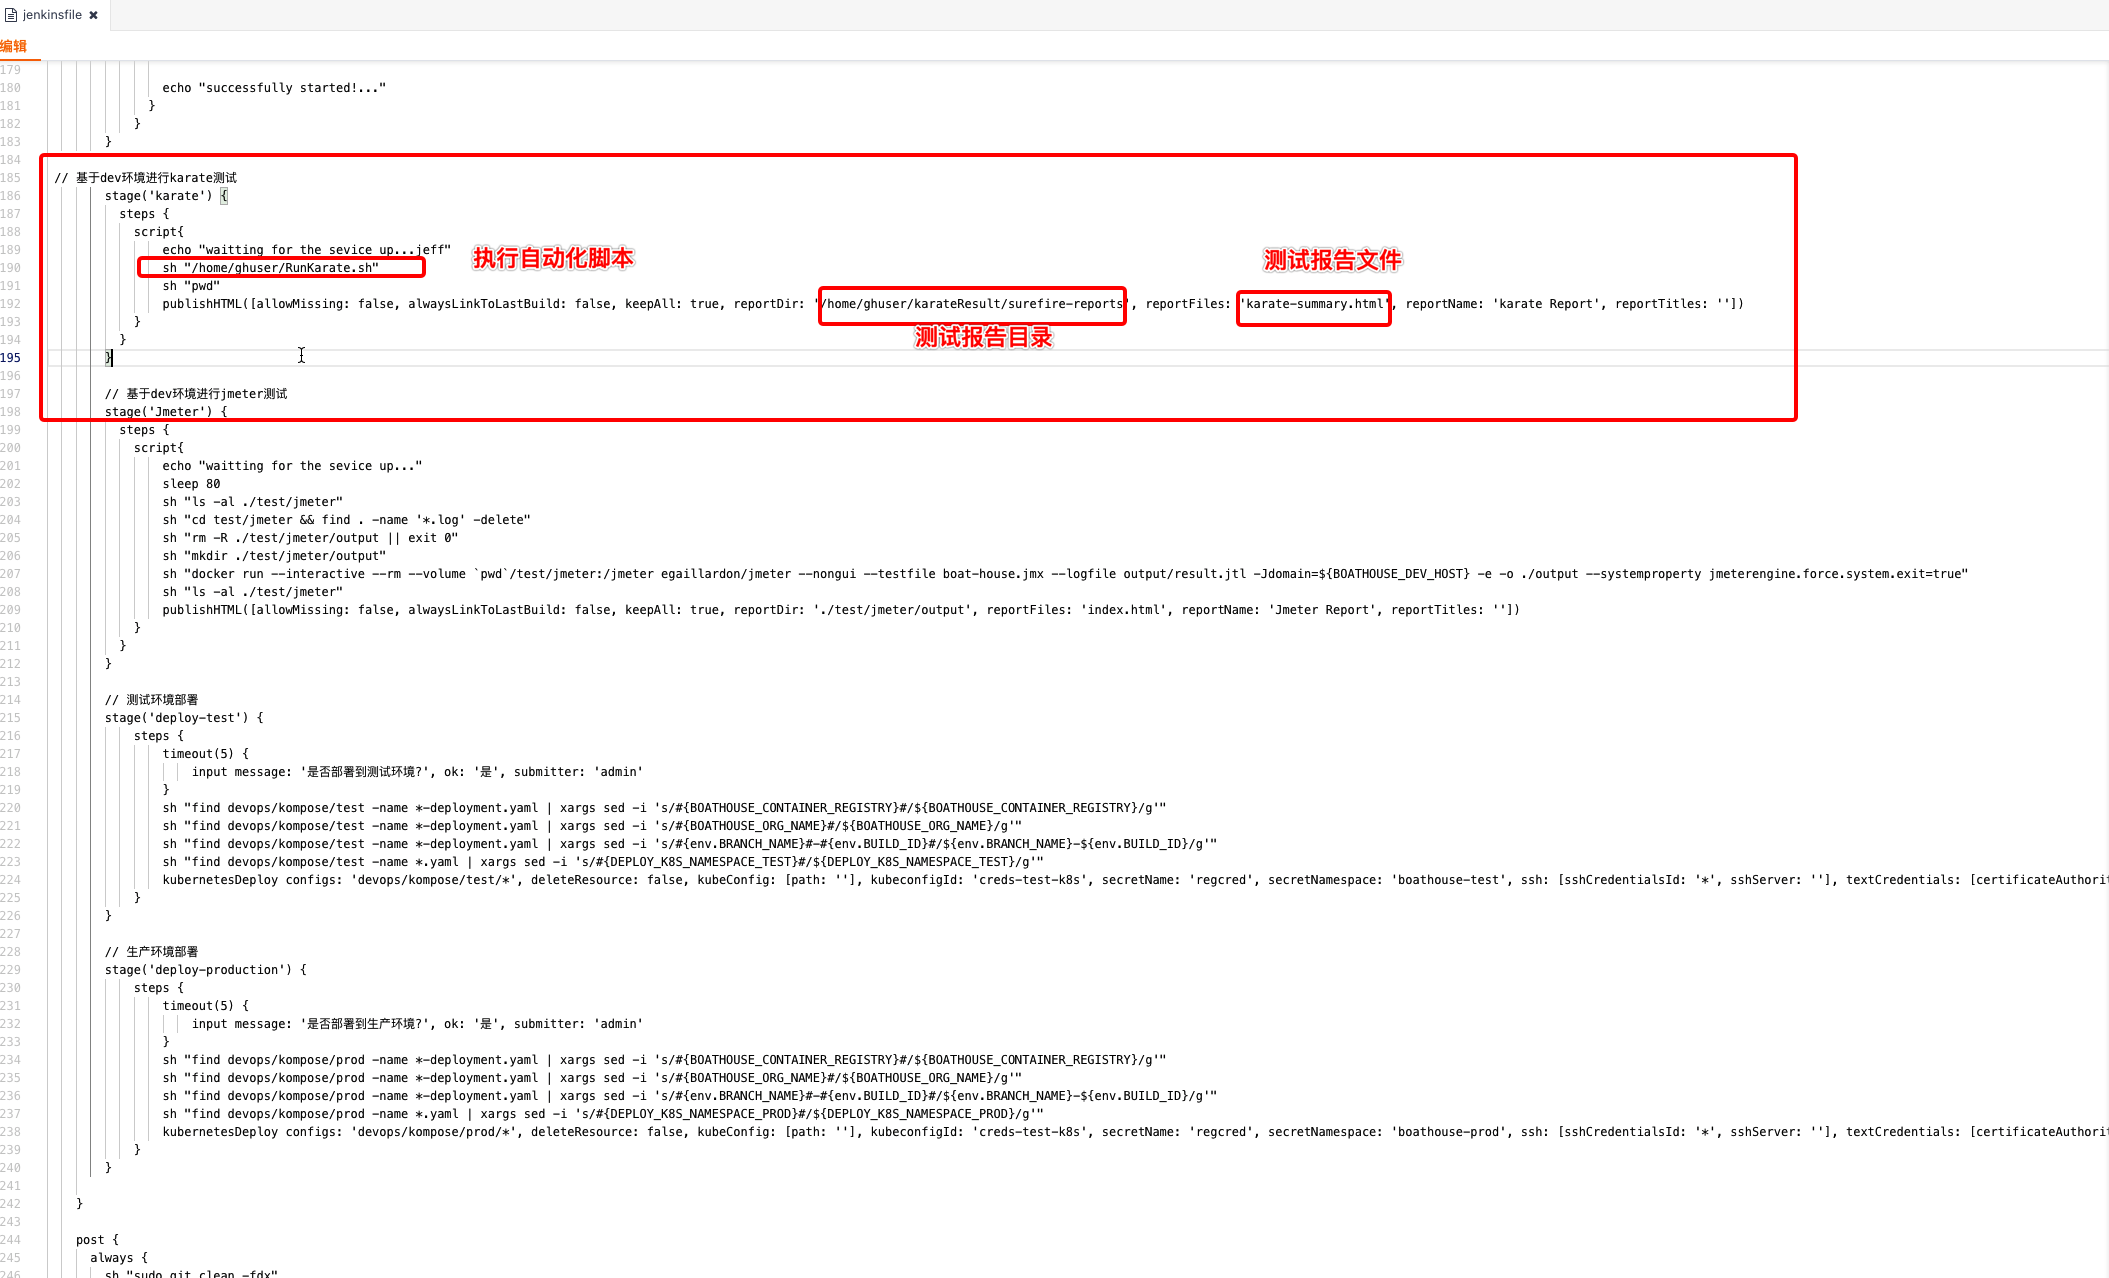 jenkinsfile ✖
编辑
179
180 echo "successfully started!..."
181 }
182 }
183 }
184
185 // 基于dev环境进行karate测试
186 stage('karate') {
187 steps {
188 script{
189 echo "waitting for the sevice up...jeff"
执行自动化脚本
测试报告文件
190 sh "/home/ghuser/RunKarate.sh"
191 sh "pwd"
192 publishHTML([allowMissing: false, alwaysLinkToLastBuild: false, keepAll: true, reportDir: '/home/ghuser/karateResult/surefire-reports', reportFiles: 'karate-summary.html', reportName: 'karate Report', reportTitles: ''])
193 }
测试报告目录
194 }
195 }
196
197 // 基于dev环境进行jmeter测试
198 stage('Jmeter') {
199 steps {
200 script{
201 echo "waitting for the sevice up..."
202 sleep 80
203 sh "ls -al ./test/jmeter"
204 sh "cd test/jmeter && find . -name '*.log' -delete"
205 sh "rm -R ./test/jmeter/output || exit 0"
206 sh "mkdir ./test/jmeter/output"
207 sh "docker run --interactive --rm --volume `pwd`/test/jmeter:/jmeter egaillardon/jmeter --nongui --testfile boat-house.jmx --logfile output/result.jtl -Jdomain=${BOATHOUSE_DEV_HOST} -e -o ./output --systemproperty jmeterengine.force.system.exit=true"
208 sh "ls -al ./test/jmeter"
209 publishHTML([allowMissing: false, alwaysLinkToLastBuild: false, keepAll: true, reportDir: './test/jmeter/output', reportFiles: 'index.html', reportName: 'Jmeter Report', reportTitles: ''])
210 }
211 }
212 }
213
214 // 测试环境部署
215 stage('deploy-test') {
216 steps {
217 timeout(5) {
218 input message: '是否部署到测试环境?', ok: '是', submitter: 'admin'
219 }
220 sh "find devops/kompose/test -name *-deployment.yaml | xargs sed -i 's/#{BOATHOUSE_CONTAINER_REGISTRY}#/${BOATHOUSE_CONTAINER_REGISTRY}/g'"
221 sh "find devops/kompose/test -name *-deployment.yaml | xargs sed -i 's/#{BOATHOUSE_ORG_NAME}#/${BOATHOUSE_ORG_NAME}/g'"
222 sh "find devops/kompose/test -name *-deployment.yaml | xargs sed -i 's/#{env.BRANCH_NAME}#-#{env.BUILD_ID}#/${env.BRANCH_NAME}-${env.BUILD_ID}/g'"
223 sh "find devops/kompose/test -name *.yaml | xargs sed -i 's/#{DEPLOY_K8S_NAMESPACE_TEST}#/${DEPLOY_K8S_NAMESPACE_TEST}/g'"
224 kubernetesDeploy configs: 'devops/kompose/test/*', deleteResource: false, kubeConfig: [path: ''], kubeconfigId: 'creds-test-k8s', secretName: 'regcred', secretNamespace: 'boathouse-test', ssh: [sshCredentialsId: '*', sshServer: ''], textCredentials: [certificateAuthorit
225 }
226 }
227
228 // 生产环境部署
229 stage('deploy-production') {
230 steps {
231 timeout(5) {
232 input message: '是否部署到生产环境?', ok: '是', submitter: 'admin'
233 }
234 sh "find devops/kompose/prod -name *-deployment.yaml | xargs sed -i 's/#{BOATHOUSE_CONTAINER_REGISTRY}#/${BOATHOUSE_CONTAINER_REGISTRY}/g'"
235 sh "find devops/kompose/prod -name *-deployment.yaml | xargs sed -i 's/#{BOATHOUSE_ORG_NAME}#/${BOATHOUSE_ORG_NAME}/g'"
236 sh "find devops/kompose/prod -name *-deployment.yaml | xargs sed -i 's/#{env.BRANCH_NAME}#-#{env.BUILD_ID}#/${env.BRANCH_NAME}-${env.BUILD_ID}/g'"
237 sh "find devops/kompose/prod -name *.yaml | xargs sed -i 's/#{DEPLOY_K8S_NAMESPACE_PROD}#/${DEPLOY_K8S_NAMESPACE_PROD}/g'"
238 kubernetesDeploy configs: 'devops/kompose/prod/*', deleteResource: false, kubeConfig: [path: ''], kubeconfigId: 'creds-test-k8s', secretName: 'regcred', secretNamespace: 'boathouse-prod', ssh: [sshCredentialsId: '*', sshServer: ''], textCredentials: [certificateAuthorit
239 }
240 }
241
242 }
243
244 post {
245 always {
246 sh "sudo git clean -fdx"